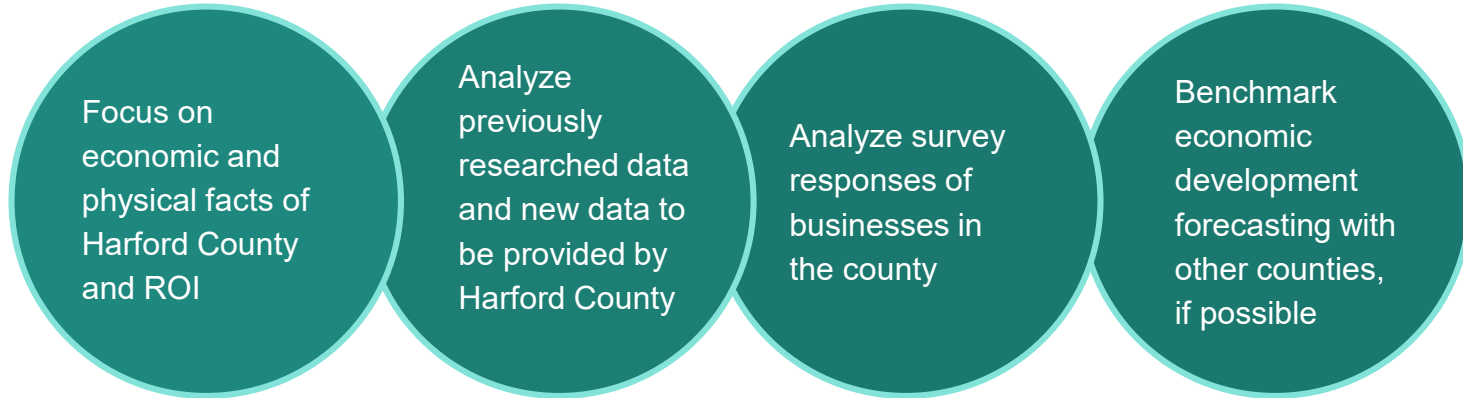 Focus on
economic and
physical facts of
Harford County
and ROI
Analyze
previously
researched data
and new data to
be provided by
Harford County
Analyze survey
responses of
businesses in
the county
Benchmark
economic
development
forecasting with
other counties,
if possible